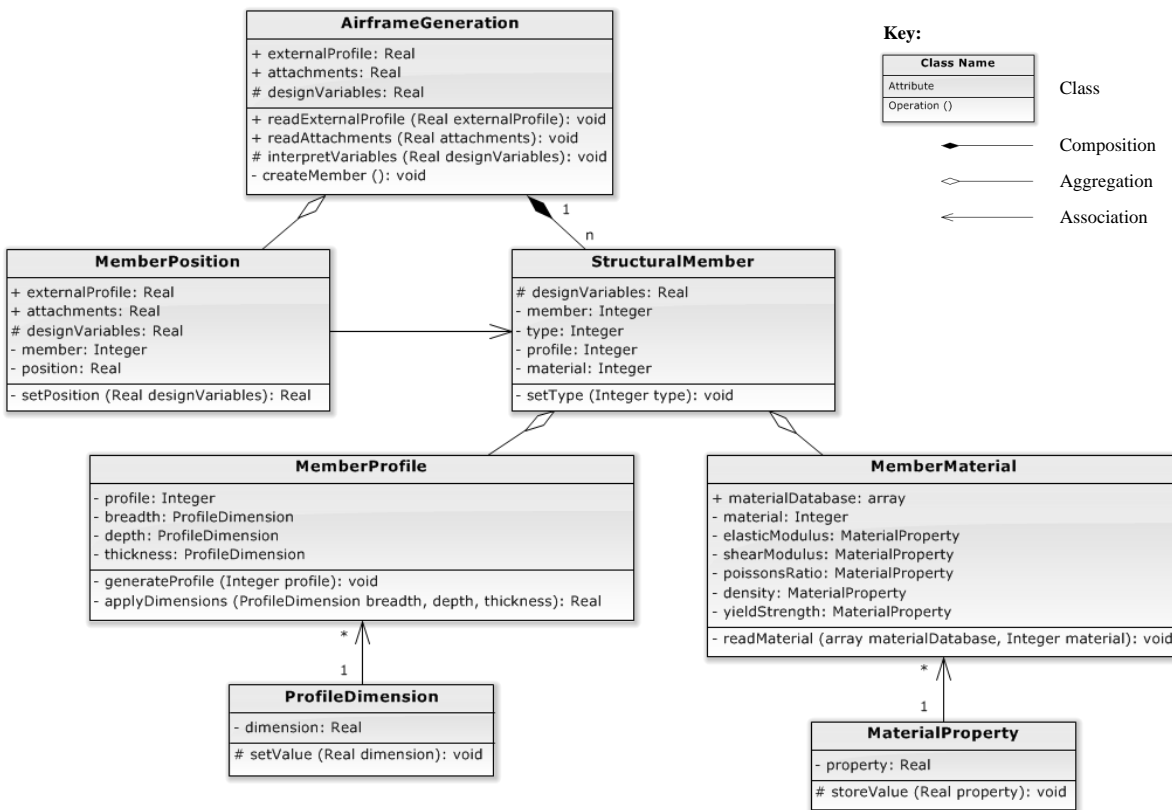 AirframeGeneration
+ externalProfile: Real
+ attachments: Real
# designVariables: Real
+ readExternalProfile (Real externalProfile): void
+ readAttachments (Real attachments): void
# interpretVariables (Real designVariables): void
- createMember (): void
Key:
Class Name
Attribute
Operation ()
Class
Composition
Aggregation
Association
1
n
MemberPosition
+ externalProfile: Real
+ attachments: Real
# designVariables: Real
- member: Integer
- position: Real
- setPosition (Real designVariables): Real
StructuralMember
# designVariables: Real
- member: Integer
- type: Integer
- profile: Integer
- material: Integer
- setType (Integer type): void
MemberProfile
- profile: Integer
- breadth: ProfileDimension
- depth: ProfileDimension
- thickness: ProfileDimension
- generateProfile (Integer profile): void
- applyDimensions (ProfileDimension breadth, depth, thickness): Real
MemberMaterial
+ materialDatabase: array
- material: Integer
- elasticModulus: MaterialProperty
- shearModulus: MaterialProperty
- poissonsRatio: MaterialProperty
- density: MaterialProperty
- yieldStrength: MaterialProperty
- readMaterial (array materialDatabase, Integer material): void
*
1
ProfileDimension
- dimension: Real
# setValue (Real dimension): void
*
1
MaterialProperty
- property: Real
# storeValue (Real property): void